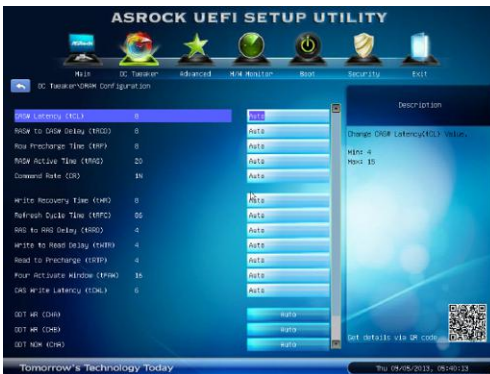 ASROCK UEFI SETUP UTILITY
Main
OC Tweaker
Advanced
H/W Monitor
Boot
Security
Exit
OC Tweaker\DRAM Configuration
CAS# Latency (tCL) 8 Auto
RAS# to CAS# Delay (tRCD) 8 Auto
Row Precharge Time (tRP) 8 Auto
RAS# Active Time (tRAS) 20 Auto
Command Rate (CR) 1N Auto
Write Recovery Time (tWR) 8 Auto
Refresh Cycle Time (tRFC) 86 Auto
RAS to RAS Delay (tRRD) 4 Auto
Write to Read Delay (tWTR) 4 Auto
Read to Precharge (tRTP) 4 Auto
Four Activate Window (tFAW) 16 Auto
CAS Write Latency (tCWL) 6 Auto
ODT WR (CHA) Auto
ODT WR (CHB) Auto
ODT NOM (CHA) Auto
Description
Change CAS# Latency(tCL) Value.
Min: 4
Max: 15
Get details via QR code
Tomorrow's Technology Today
Thu 09/05/2013, 05:40:13